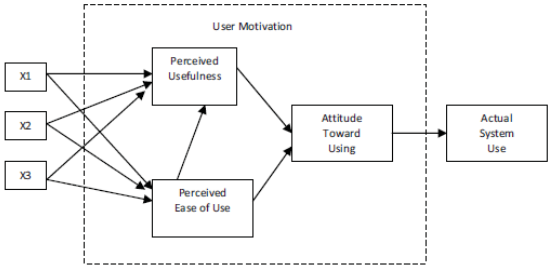 User Motivation
Perceived
Usefulness
X1
X2
X3
Attitude
Toward
Using
Actual
System
Use
Perceived
Ease of Use